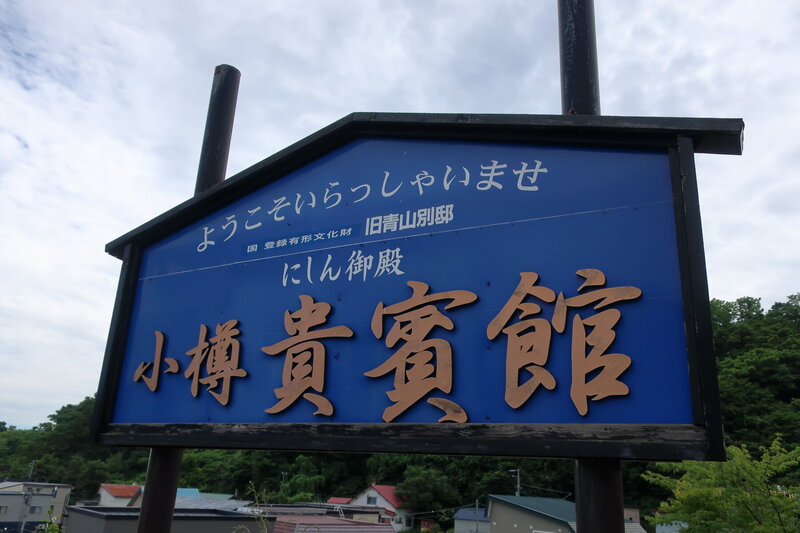 ようこそいらっしゃいませ
国 登録有形文化財 旧青山別邸
にしん御殿
小樽貴賓館